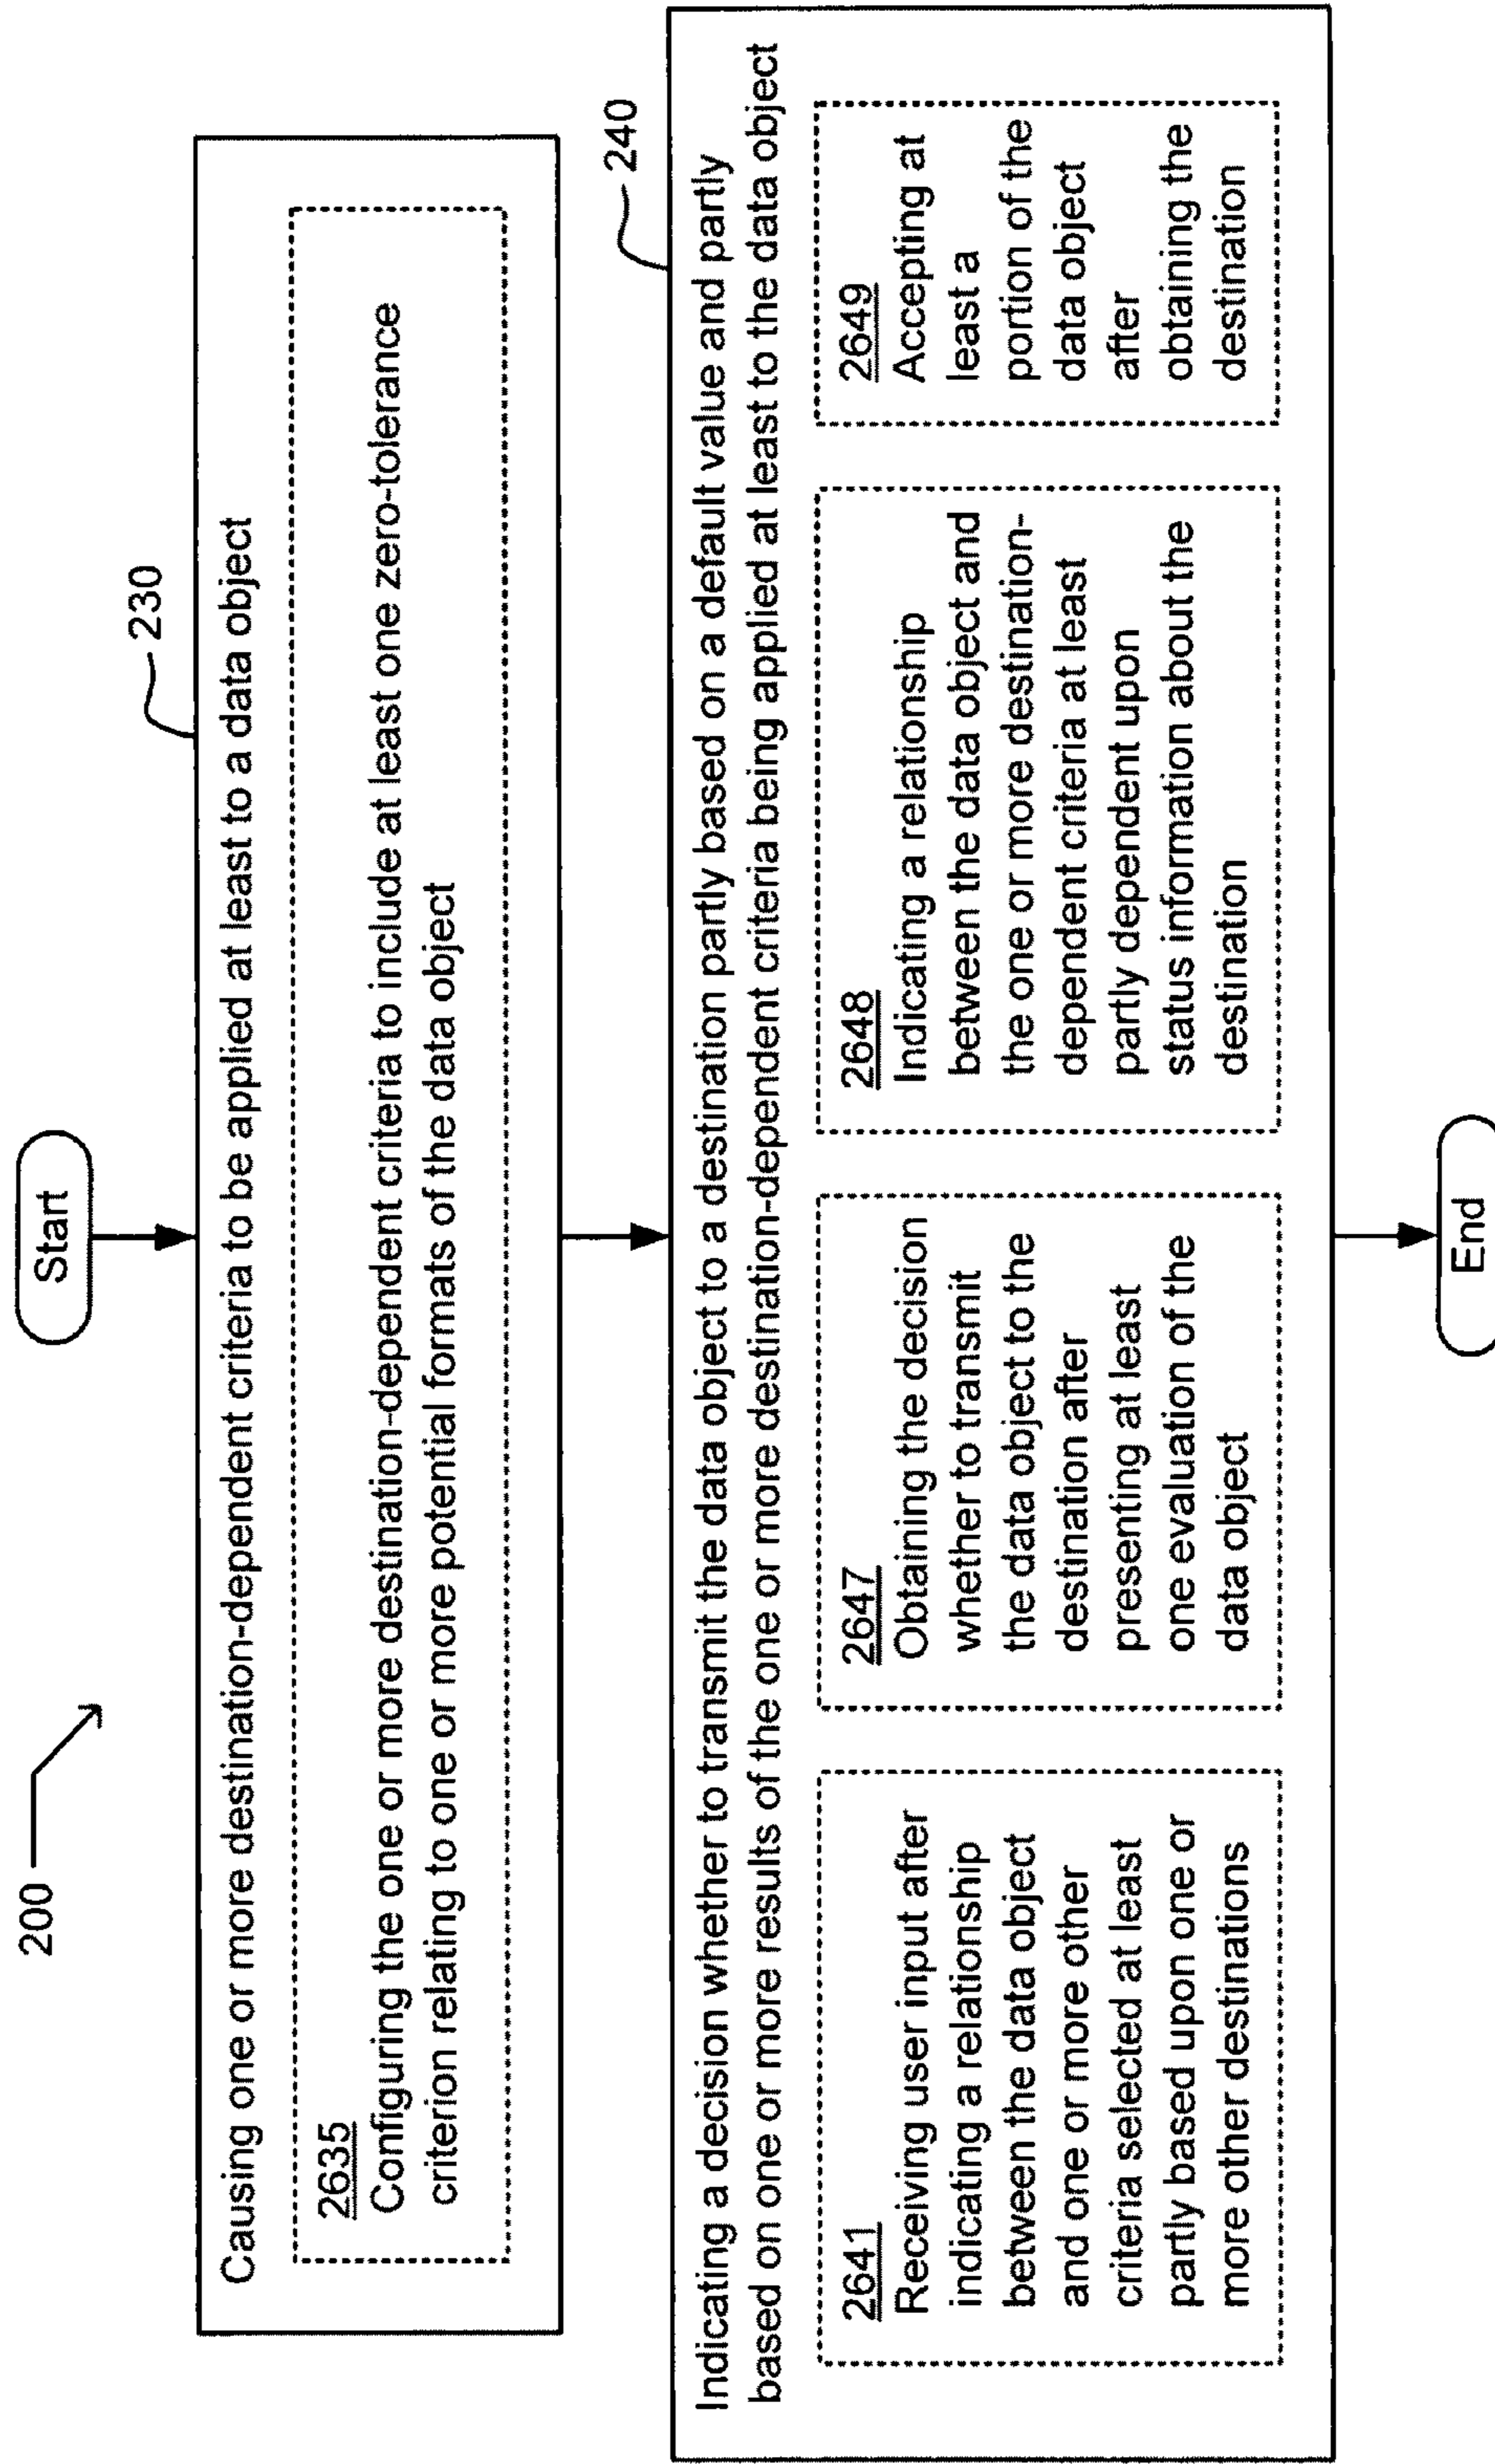 200
Start
230
Causing one or more destination-dependent criteria to be applied at least to a data object
2635
Configuring the one or more destination-dependent criteria to include at least one zero-tolerance
criterion relating to one or more potential formats of the data object
240
Indicating a decision whether to transmit the data object to a destination partly based on a default value and partly
based on one or more results of the one or more destination-dependent criteria being applied at least to the data object
2641
Receiving user input after
indicating a relationship
between the data object
and one or more other
criteria selected at least
partly based upon one or
more other destinations
2647
Obtaining the decision
whether to transmit
the data object to the
destination after
presenting at least
one evaluation of the
data object
2648
Indicating a relationship
between the data object and
the one or more destination-
dependent criteria at least
partly dependent upon
status information about the
destination
2649
Accepting at
least a
portion of the
data object
after
obtaining the
destination
End